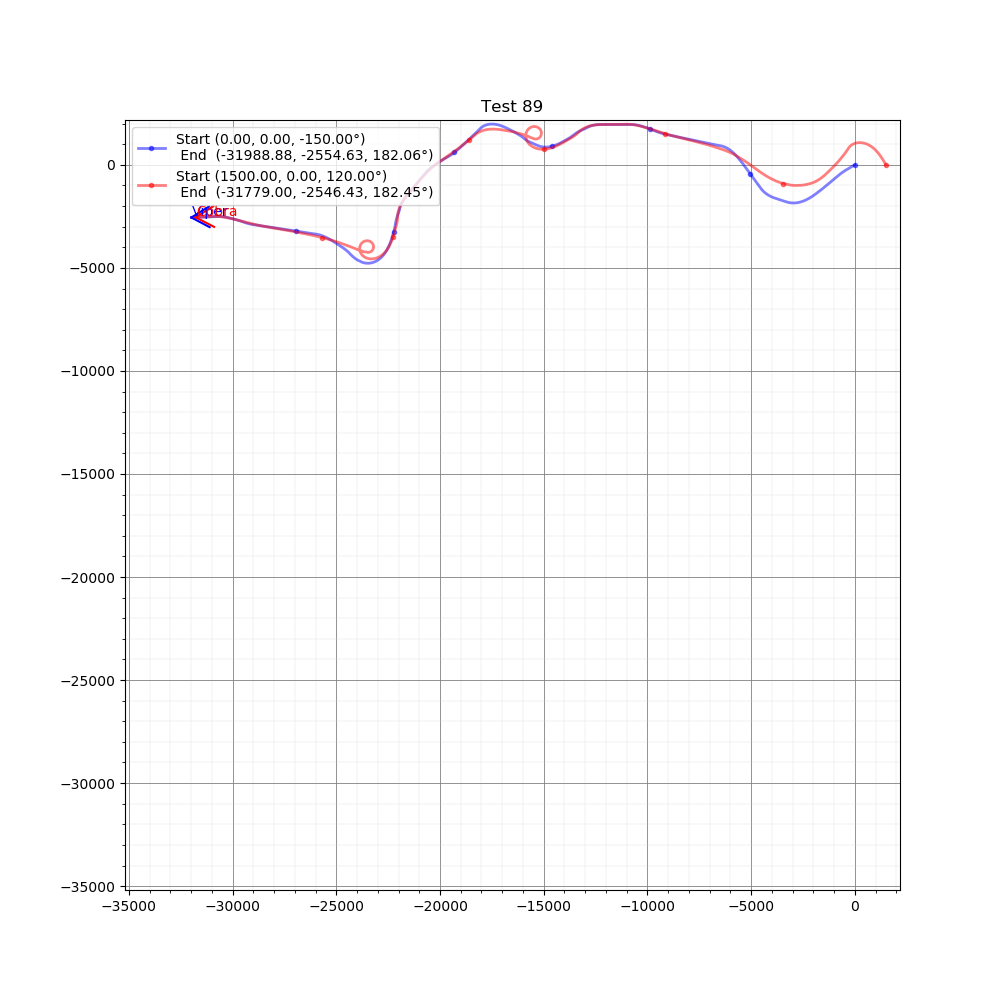 Test 89
Start (0.00, 0.00, -150.00°)
End (-31988.88, -2554.63, 182.06°)
Start (1500.00, 0.00, 120.00°)
End (-31779.00, -2546.43, 182.45°)
0
−5000
−10000
−15000
−20000
−25000
−30000
−35000
−35000 −30000 −25000 −20000 −15000 −10000 −5000 0